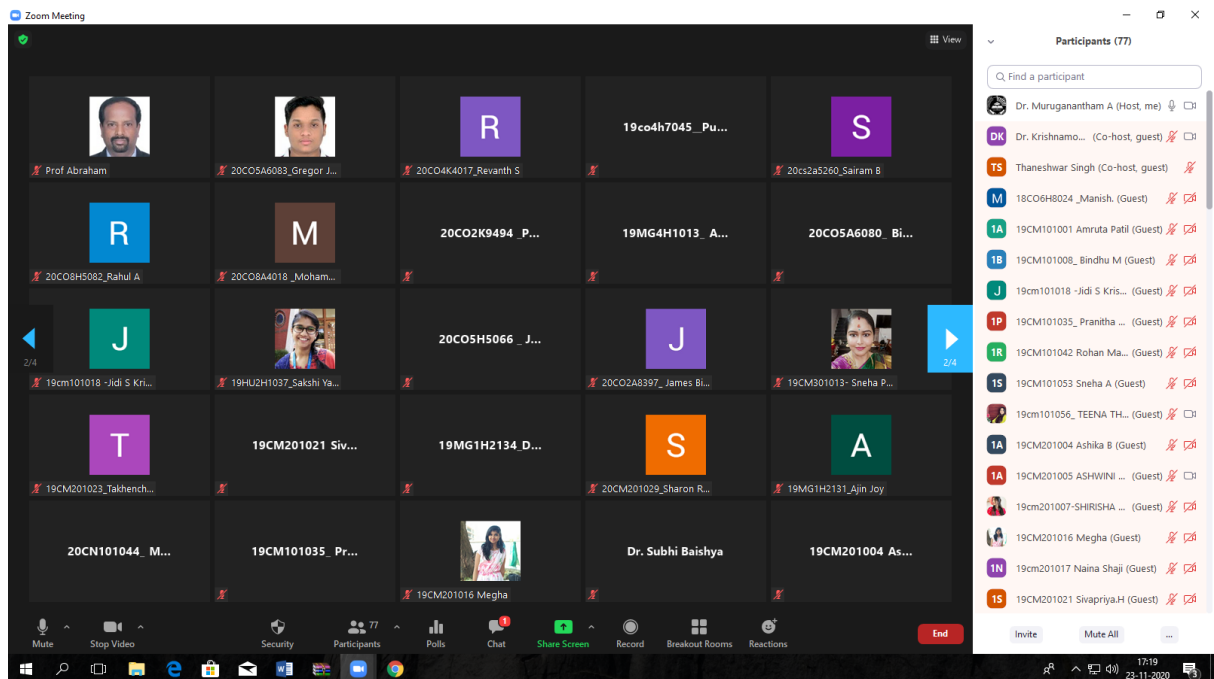 Zoom Meeting
View
Prof Abraham
20CO5A6083_Gregor J...
R
20CO4K4017_Revanth S
19co4h7045_Pu...
S
20cs2a5260_Sairam B
R
20CO8H5082_Rahul A
M
20CO8A4018 _Moham...
20CO2K9494 _P...
19MG4H1013_ A...
20CO5A6080_ Bi...
2/4
J
19cm101018 -Jidi S Kri...
19HU2H1037_Sakshi Ya...
20CO5H5066 _ J...
J
20CO2A8397_ James Bi...
19CM301013- Sneha P...
2/4
T
19CM201023_Takhench...
19CM201021 Siv...
19MG1H2134_D...
S
20CM201029_Sharon R...
A
19MG1H2131_Ajin Joy
20CN101044_ M...
19CM101035_ Pr...
19CM201016 Megha
Dr. Subhi Baishya
19CM201004 As...
Mute
Stop Video
Security
77
Participants
Polls
1
Chat
Share Screen
Record
Breakout Rooms
Reactions
End
Participants (77)
Find a participant
Dr. Muruganantham A (Host, me)
DK Dr. Krishnamo... (Co-host, guest)
TS Thaneshwar Singh (Co-host, guest)
M 18CO6H8024 _Manish. (Guest)
1A 19CM101001 Amruta Patil (Guest)
1B 19CM101008_ Bindhu M (Guest)
J 19cm101018 -Jidi S Kris... (Guest)
1P 19CM101035_ Pranitha ... (Guest)
1R 19CM101042 Rohan Ma... (Guest)
1S 19CM101053 Sneha A (Guest)
19cm101056_ TEENA TH... (Guest)
1A 19CM201004 Ashika B (Guest)
1A 19CM201005 ASHWINI ... (Guest)
19cm201007-SHIRISHA ... (Guest)
19CM201016 Megha (Guest)
1N 19cm201017 Naina Shaji (Guest)
1S 19CM201021 Sivapriya.H (Guest)
Invite
Mute All
...
17:19
23-11-2020
3